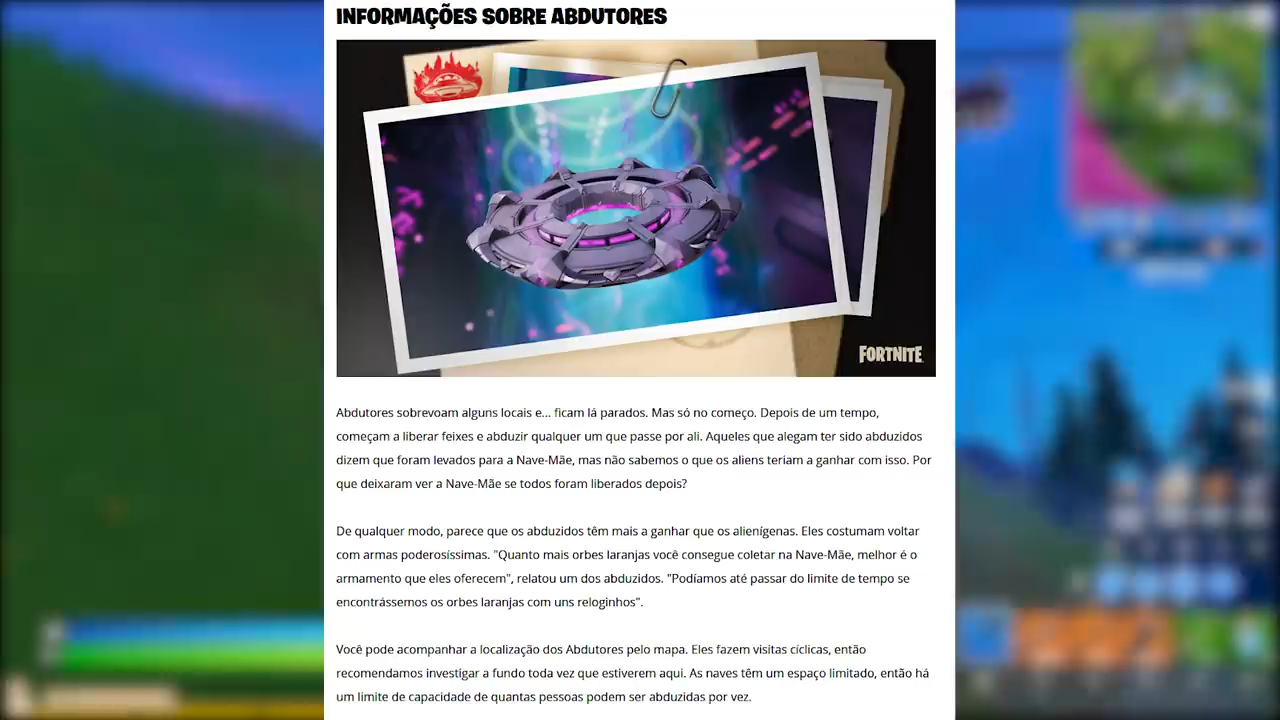 INFORMAÇÕES SOBRE ABDUTORES
FORTNITE
Abdutores sobrevoam alguns locais e... ficam lá parados. Mas só no começo. Depois de um tempo,
começam a liberar feixes e abduzir qualquer um que passe por ali. Aqueles que alegam ter sido abduzidos
dizem que foram levados para a Nave-Mãe, mas não sabemos o que os aliens teriam a ganhar com isso. Por
que deixaram ver a Nave-Mãe se todos foram liberados depois?
De qualquer modo, parece que os abduzidos têm mais a ganhar que os alienígenas. Eles costumam voltar
com armas poderosíssimas. "Quanto mais orbes laranjas você consegue coletar na Nave-Mãe, melhor é o
armamento que eles oferecem", relatou um dos abduzidos. "Podíamos até passar do limite de tempo se
encontrássemos os orbes laranjas com uns reloginhos".
Você pode acompanhar a localização dos Abdutores pelo mapa. Eles fazem visitas cíclicas, então
recomendamos investigar a fundo toda vez que estiverem aqui. As naves têm um espaço limitado, então há
um limite de capacidade de quantas pessoas podem ser abduzidas por vez.